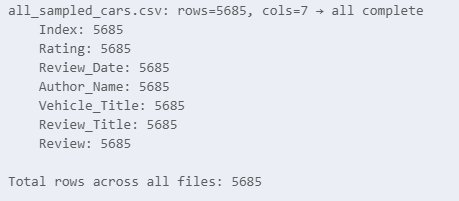 all_sampled_cars.csv: rows=5685, cols=7 → all complete
Index: 5685
Rating: 5685
Review_Date: 5685
Author_Name: 5685
Vehicle_Title: 5685
Review_Title: 5685
Review: 5685
Total rows across all files: 5685